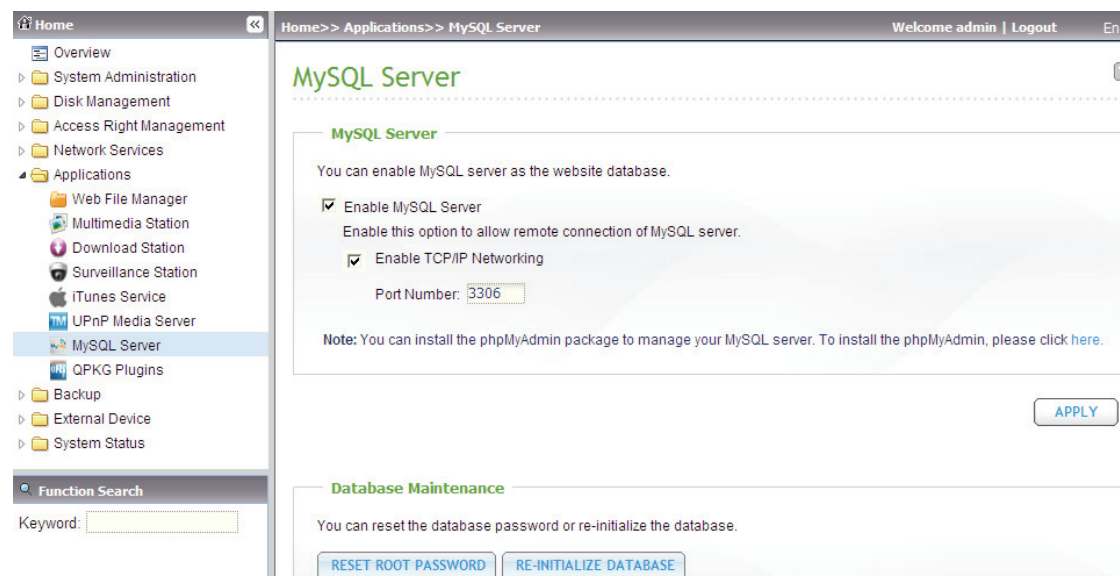 Home
Overview
System Administration
Disk Management
Access Right Management
Network Services
Applications
Web File Manager
Multimedia Station
Download Station
Surveillance Station
iTunes Service
UPnP Media Server
MySQL Server
QPKG Plugins
Backup
External Device
System Status
Function Search
Keyword:
Home>> Applications>> MySQL Server
Welcome admin | Logout
En
MySQL Server
MySQL Server
You can enable MySQL server as the website database.
Enable MySQL Server
Enable this option to allow remote connection of MySQL server.
Enable TCP/IP Networking
Port Number: 3306
Note: You can install the phpMyAdmin package to manage your MySQL server. To install the phpMyAdmin, please click here.
APPLY
Database Maintenance
You can reset the database password or re-initialize the database.
RESET ROOT PASSWORD
RE-INITIALIZE DATABASE